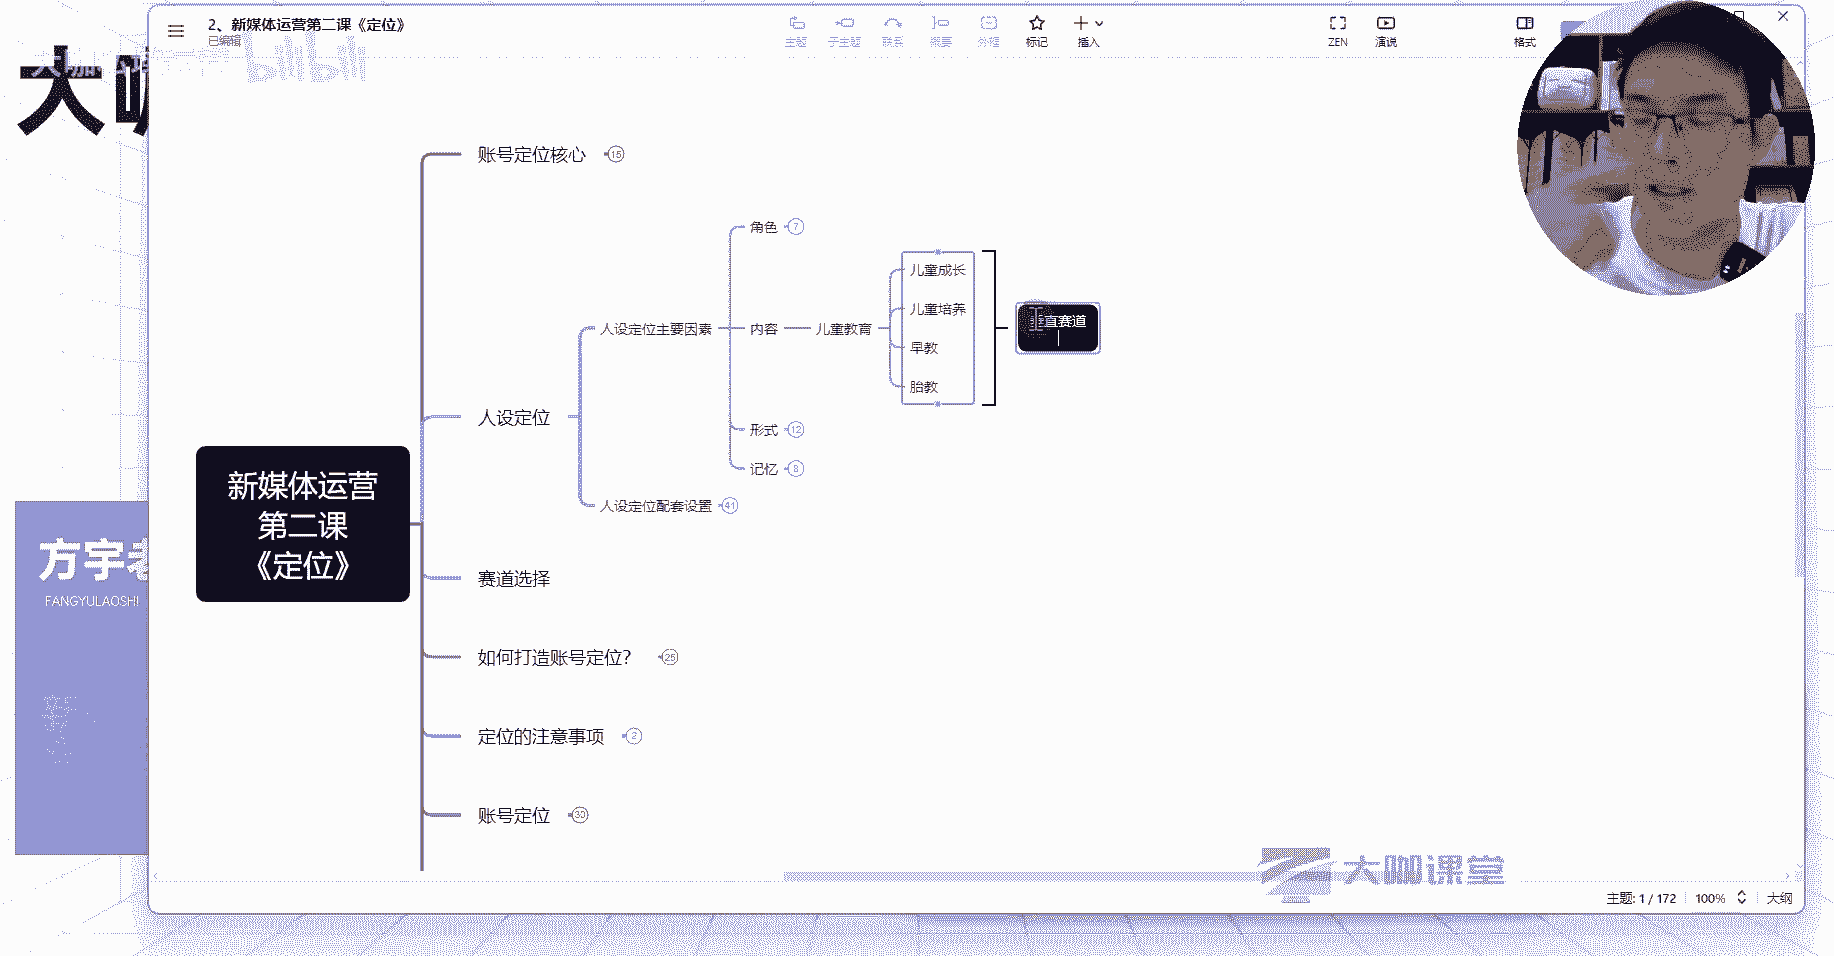 2、新媒体运营第二课《定位》
已编辑
主题
子主题
联系
概要
外框
标记
插入
ZEN
演说
格式
bilibili
大咖
账号定位核心
15
角色
7
儿童成长
儿童培养
直赛道
人设定位主要因素
内容
儿童教育
早教
胎教
人设定位
形式
12
记忆
8
人设定位配套设置
41
新媒体运营
第二课
《定位》
方宇老
FANGYULAOSHI
赛道选择
如何打造账号定位？
25
定位的注意事项
2
账号定位
30
大咖课堂
主题: 1 / 172
100%
大纲